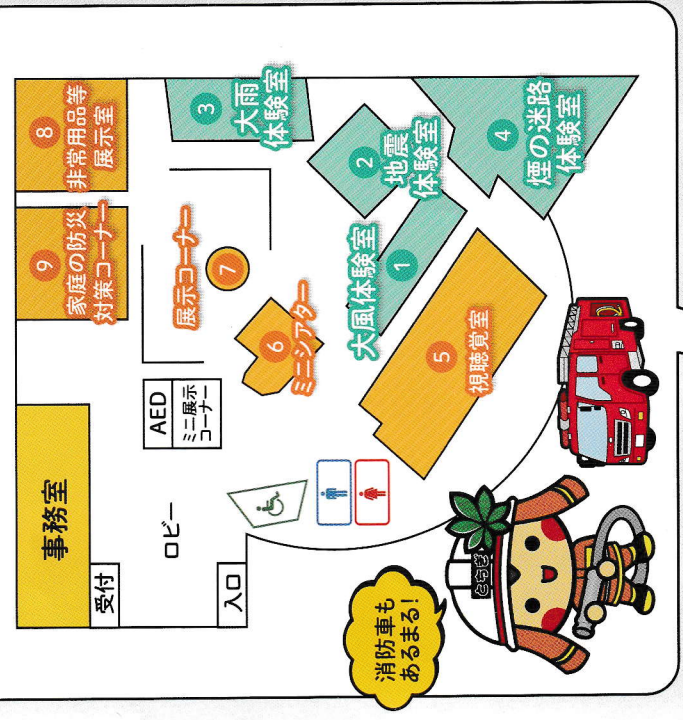 事務室
受付
入口
ロビー
AED
ミニ展示
コーナー
9
家庭の防災
対策コーナー
8
非常用品等
展示室
展示コーナー
7
6
ミニシアター
3
大雨
体験室
2
地震
体験室
大風体験室
1
4
煙の迷路
体験室
5
視聴覚室
消防車も
あるまる!
とちぎ